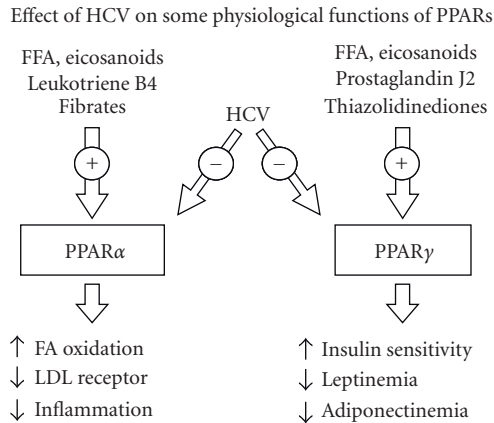 Effect of HCV on some physiological functions of PPARs
FFA, eicosanoids
Leukotriene B4
Fibrates
HCV
FFA, eicosanoids
Prostaglandin J2
Thiazolidinediones
+
−
−
+
PPARα
PPARγ
↑ FA oxidation
↓ LDL receptor
↓ Inflammation
↑ Insulin sensitivity
↓ Leptinemia
↓ Adiponectinemia